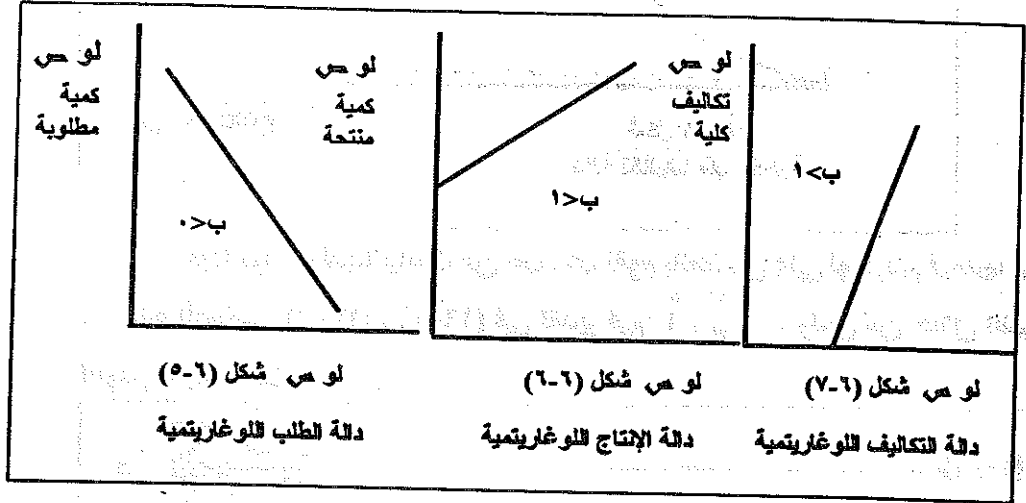 لو ص
كمية
مطلوبة
ب<٠
لو ص
كمية
منتجة
ب<١
لو ص
تكاليف
كلية
ب>١
لو ص شكل (٦-٥)
دالة الطلب اللوغاريتمية
لو ص شكل (٦-٦)
دالة الإنتاج اللوغاريتمية
لو ص شكل (٦-٧)
دالة التكاليف اللوغاريتمية